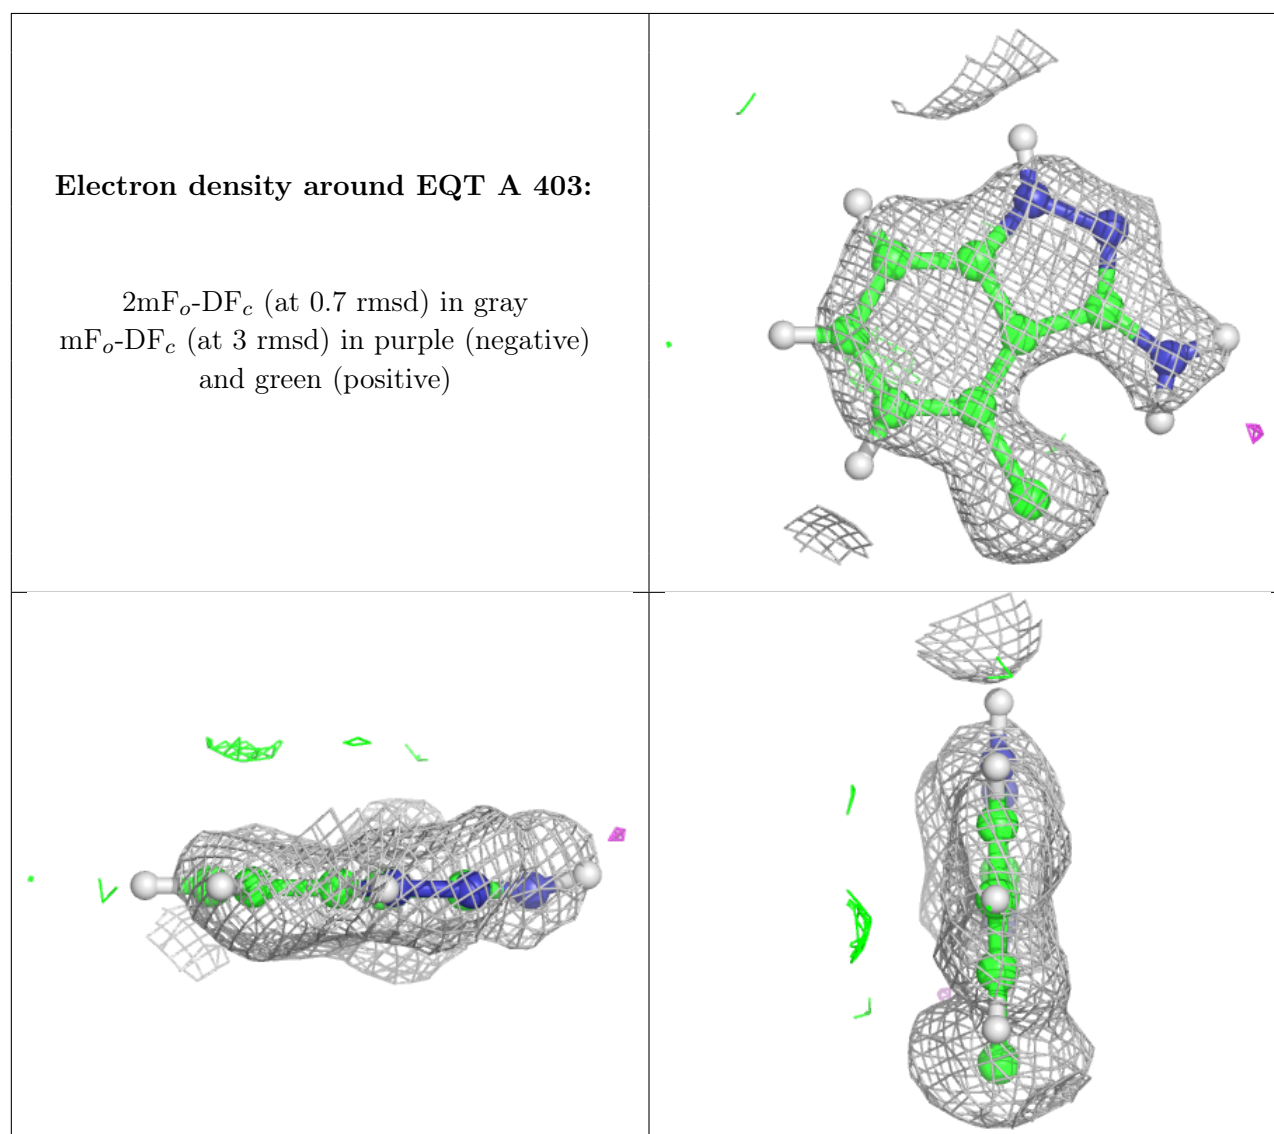 Electron density around EQT A 403:
2mFo-DFc (at 0.7 rmsd) in gray
mFo-DFc (at 3 rmsd) in purple (negative)
and green (positive)